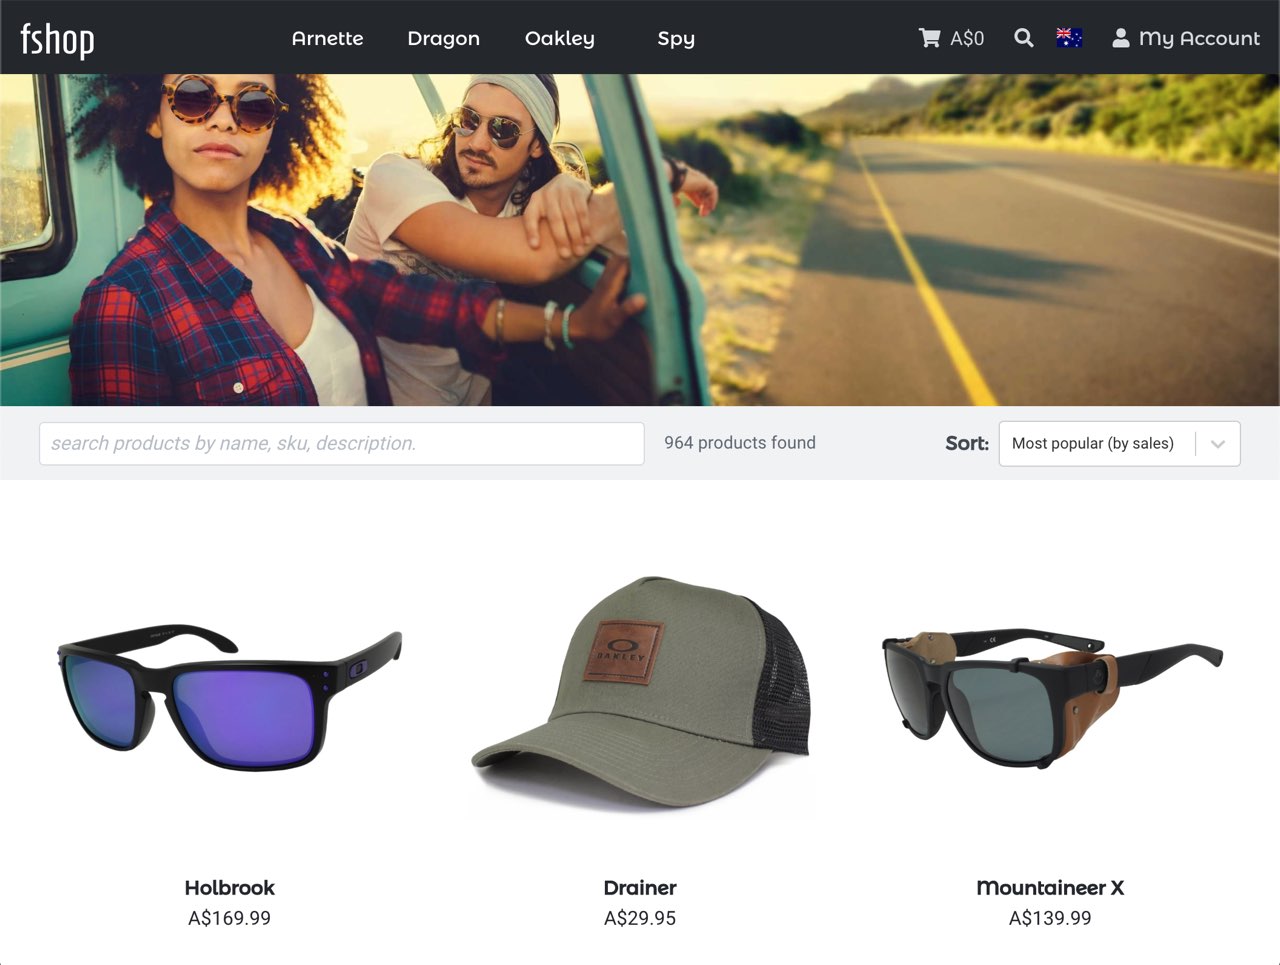 fshop
Arnette Dragon Oakley Spy
A$0
My Account
search products by name, sku, description.
964 products found
Sort: Most popular (by sales)
OAKLEY
Holbrook
A$169.99
Drainer
A$29.95
Mountaineer X
A$139.99